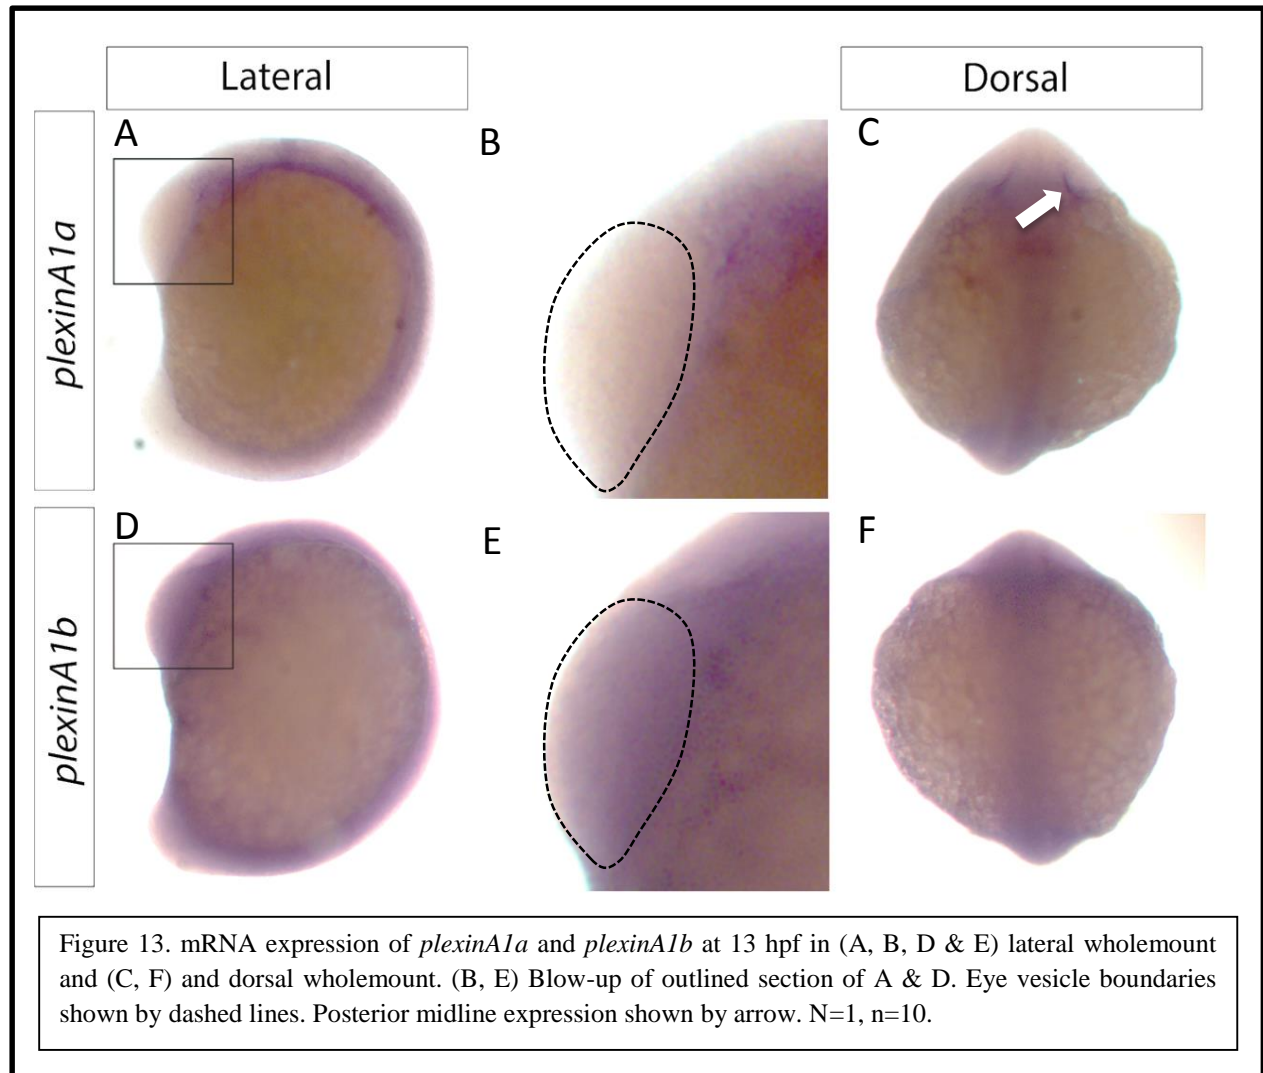 Lateral
Dorsal
A
B
C
plexinA1a
D
E
F
plexinA1b
Figure 13. mRNA expression of plexinA1a and plexinA1b at 13 hpf in (A, B, D & E) lateral wholemount
and (C, F) and dorsal wholemount. (B, E) Blow-up of outlined section of A & D. Eye vesicle boundaries
shown by dashed lines. Posterior midline expression shown by arrow. N=1, n=10.